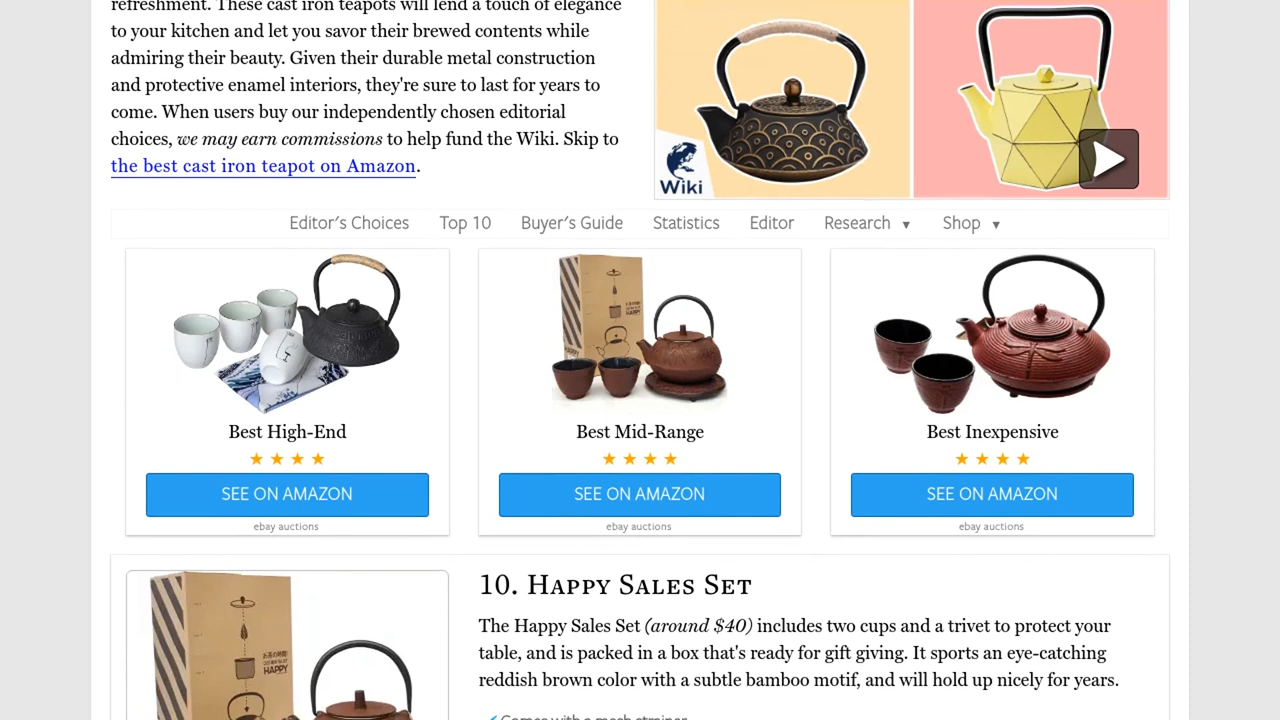 refreshment. These cast iron teapots will lend a touch of elegance
to your kitchen and let you savor their brewed contents while
admiring their beauty. Given their durable metal construction
and protective enamel interiors, they're sure to last for years to
come. When users buy our independently chosen editorial
choices, we may earn commissions to help fund the Wiki. Skip to
the best cast iron teapot on Amazon.
Wiki
Editor's Choices Top 10 Buyer's Guide Statistics Editor Research ▼ Shop ▼
HAPPY
Best High-End
Best Mid-Range
Best Inexpensive
★ ★ ★ ★
★ ★ ★ ★
★ ★ ★ ★
SEE ON AMAZON
SEE ON AMAZON
SEE ON AMAZON
ebay auctions
ebay auctions
ebay auctions
10. Happy Sales Set
The Happy Sales Set (around $40) includes two cups and a trivet to protect your
table, and is packed in a box that's ready for gift giving. It sports an eye-catching
reddish brown color with a subtle bamboo motif, and will hold up nicely for years.
HAPPY
Comes with a mesh strainer